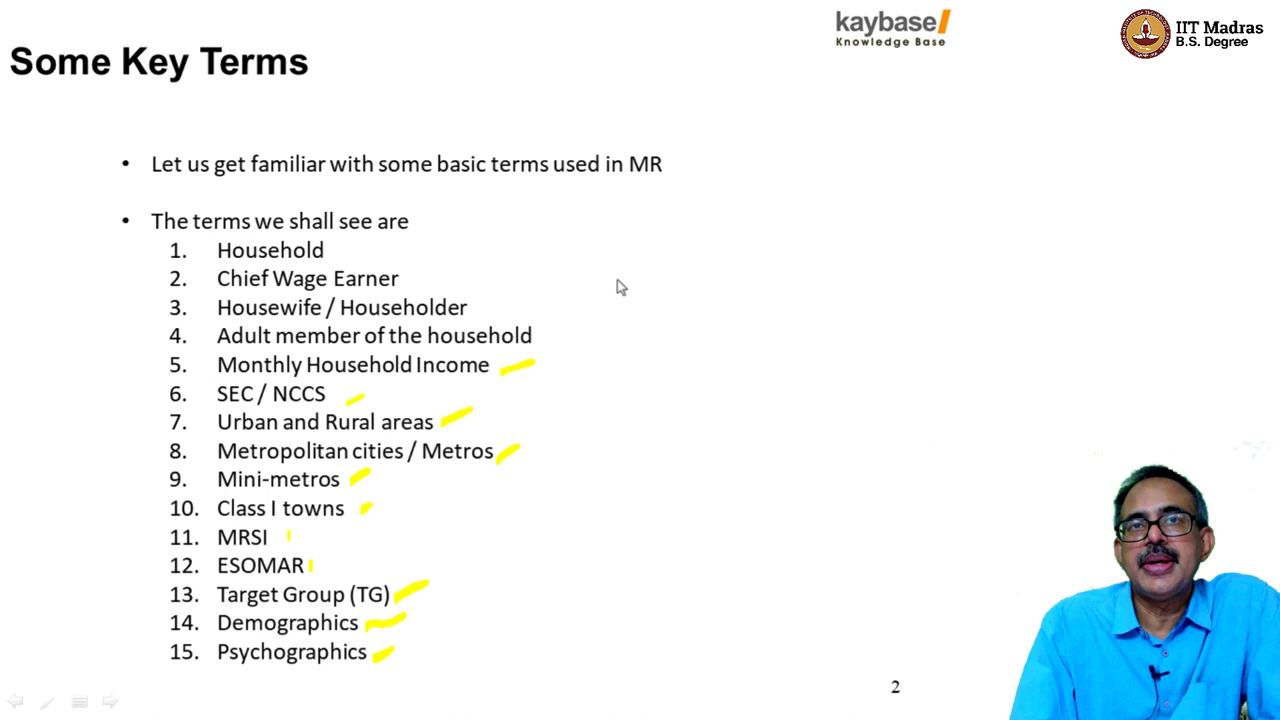 kaybase
Knowledge Base
IIT Madras
B.S. Degree
Some Key Terms
• Let us get familiar with some basic terms used in MR
• The terms we shall see are
1. Household
2. Chief Wage Earner
3. Housewife / Householder
4. Adult member of the household
5. Monthly Household Income
6. SEC / NCCS
7. Urban and Rural areas
8. Metropolitan cities / Metros
9. Mini-metros
10. Class I towns
11. MRSI
12. ESOMAR
13. Target Group (TG)
14. Demographics
15. Psychographics
2